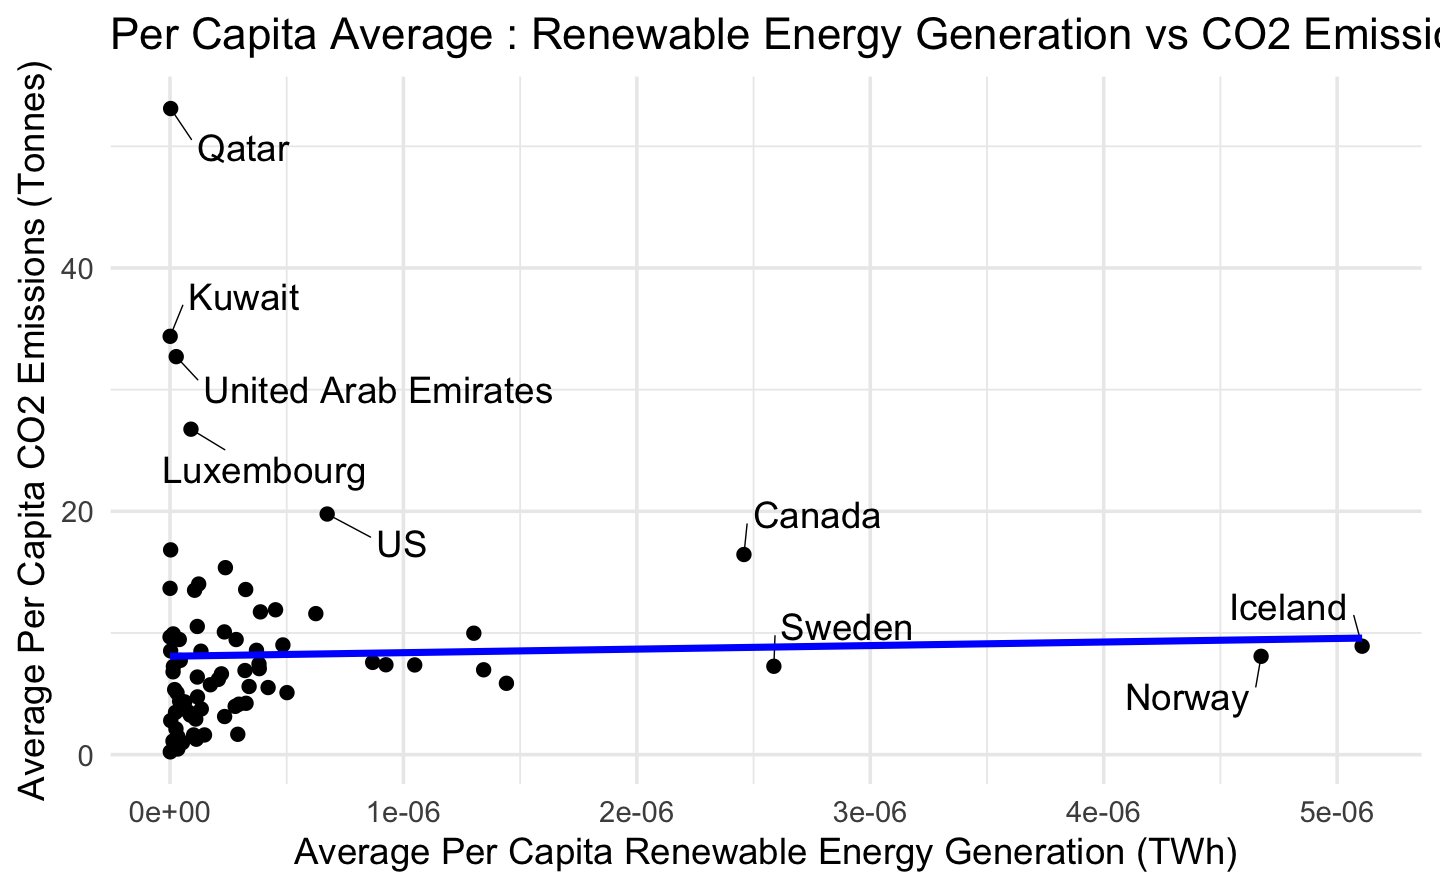 Per Capita Average : Renewable Energy Generation vs CO2 Emissi
Average Per Capita CO2 Emissions (Tonnes)
Qatar
40
Kuwait
United Arab Emirates
Luxembourg
20
Canada
US
Iceland
Sweden
Norway
0
0e+00 1e-06 2e-06 3e-06 4e-06 5e-06
Average Per Capita Renewable Energy Generation (TWh)